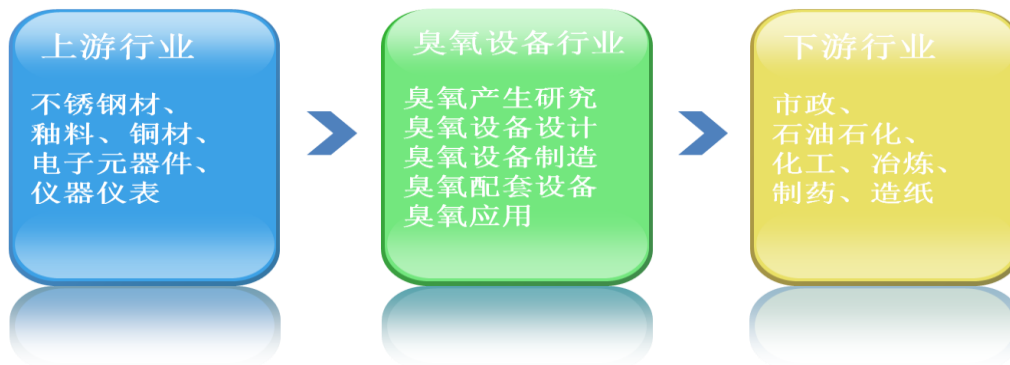 上游行业
不锈钢材、
釉料、铜材、
电子元器件、
仪器仪表
臭氧设备行业
臭氧产生研究
臭氧设备设计
臭氧设备制造
臭氧配套设备
臭氧应用
下游行业
市政、
石油石化、
化工、冶炼、
制药、造纸